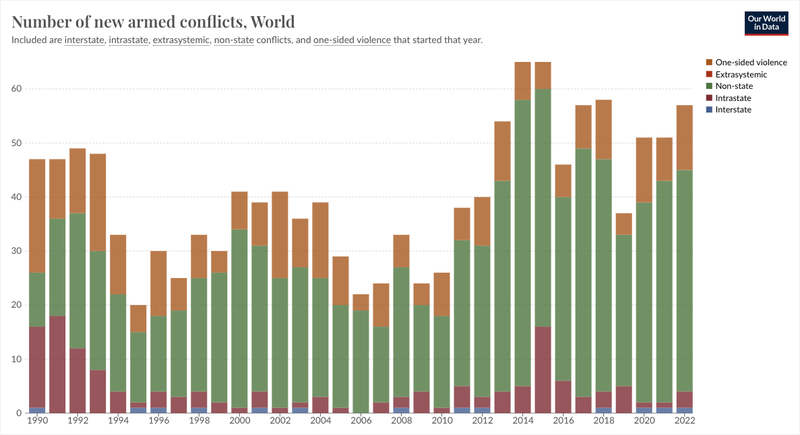 Number of new armed conflicts, World
Our World
in Data
Included are interstate, intrastate, extrasystemic, non-state conflicts, and one-sided violence that started that year.
One-sided violence
Extrasystemic
Non-state
Intrastate
Interstate
60
50
40
30
20
10
0
1990 1992 1994 1996 1998 2000 2002 2004 2006 2008 2010 2012 2014 2016 2018 2020 2022